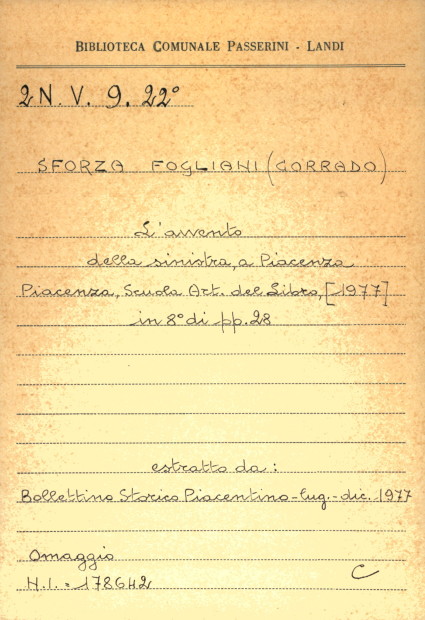 BIBLIOTECA COMUNALE PASSERINI - LANDI
2N. V. 9. 22°
SFORZA FOGLIANI (CORRADO)
L'avvento
della sinistra, a Piacenza
Piacenza, Scuola Art. del Libro, [1977]
in 8° di pp. 28
estratto da :
Bollettino Storico Piacentino - lug. - dic. 1977
Omaggio
N.I. = 178642
C